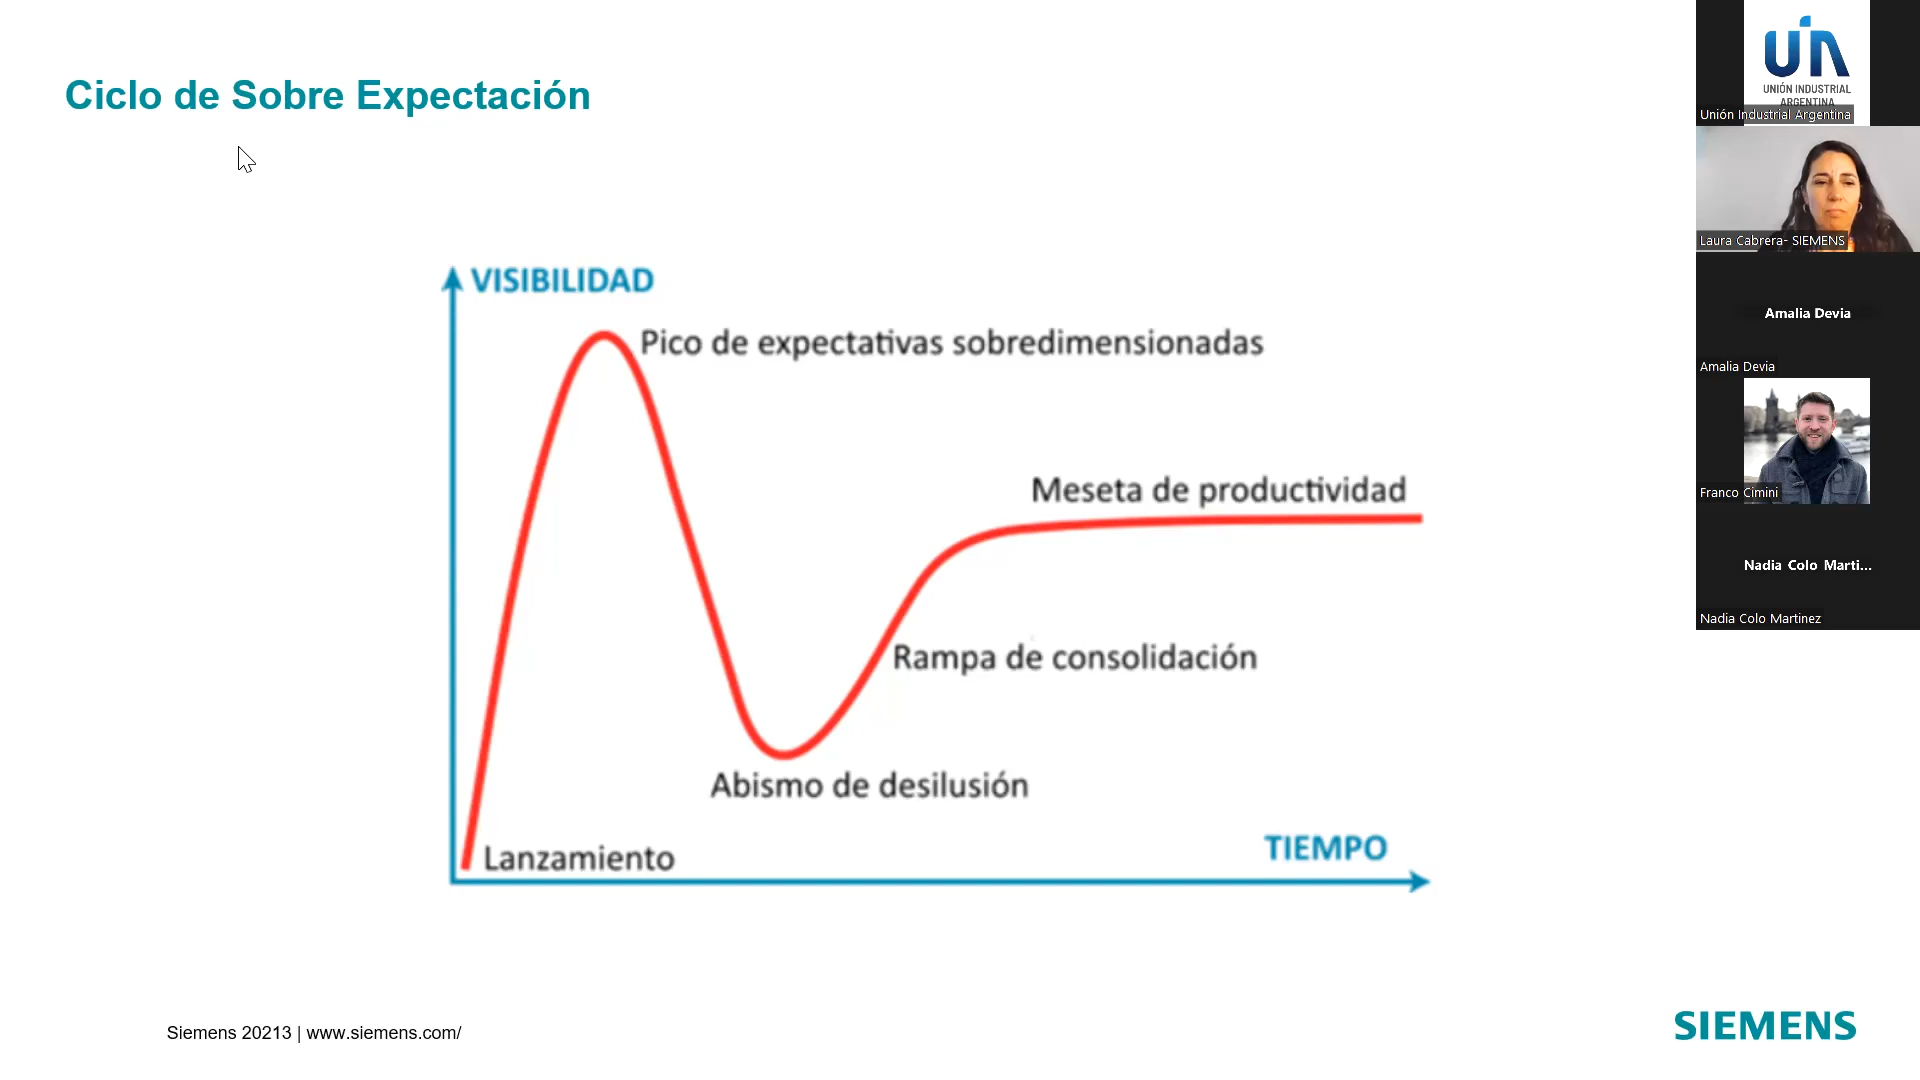 Ciclo de Sobre Expectación
VISIBILIDAD
Pico de expectativas sobredimensionadas
Meseta de productividad
Rampa de consolidación
Abismo de desilusión
Lanzamiento
TIEMPO
Siemens 20213 | www.siemens.com/
SIEMENS
UIA
UNIÓN INDUSTRIAL
ARGENTINA
Unión Industrial Argentina
Laura Cabrera- SIEMENS
Amalia Devia
Amalia Devia
Franco Cimini
Nadia Colo Marti...
Nadia Colo Martinez